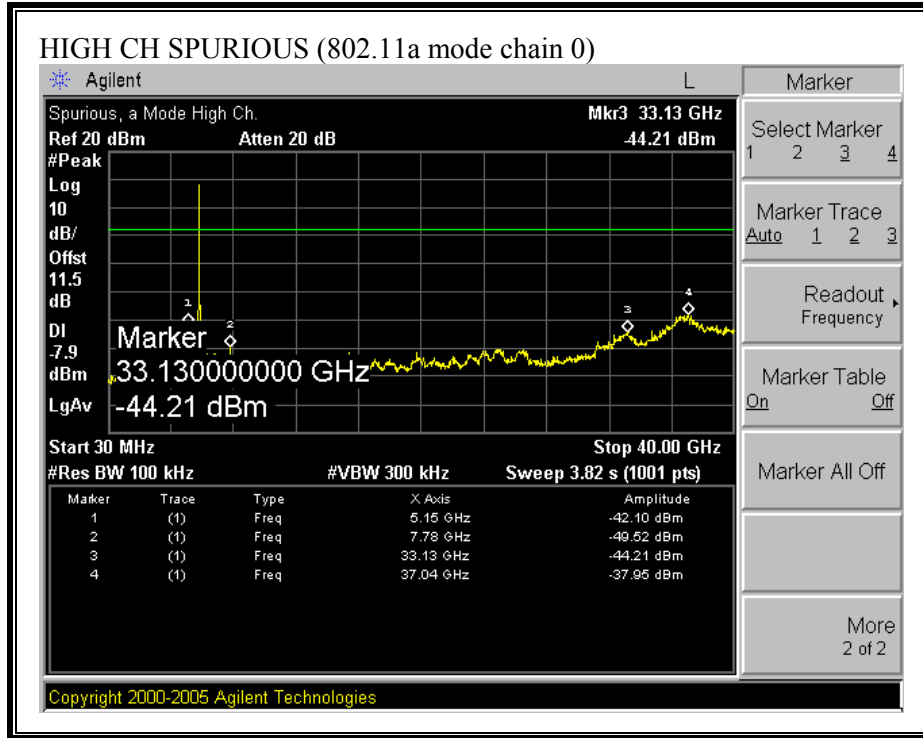 HIGH CH SPURIOUS (802.11a mode chain 0)
Agilent L Marker
Spurious, a Mode High Ch. Mkr3 33.13 GHz
Ref 20 dBm Atten 20 dB -44.21 dBm
#Peak
Log
10
dB/
Offst
11.5
dB
DI
-7.9
dBm
LgAv
1
2
3
4
Marker
33.130000000 GHz
-44.21 dBm
Start 30 MHz Stop 40.00 GHz
#Res BW 100 kHz #VBW 300 kHz Sweep 3.82 s (1001 pts)
Marker Trace Type X Axis Amplitude
1 (1) Freq 5.15 GHz -42.10 dBm
2 (1) Freq 7.78 GHz -49.52 dBm
3 (1) Freq 33.13 GHz -44.21 dBm
4 (1) Freq 37.04 GHz -37.95 dBm
Select Marker
1 2 3 4
Marker Trace
Auto 1 2 3
Readout
Frequency
Marker Table
On Off
Marker All Off
More
2 of 2
Copyright 2000-2005 Agilent Technologies